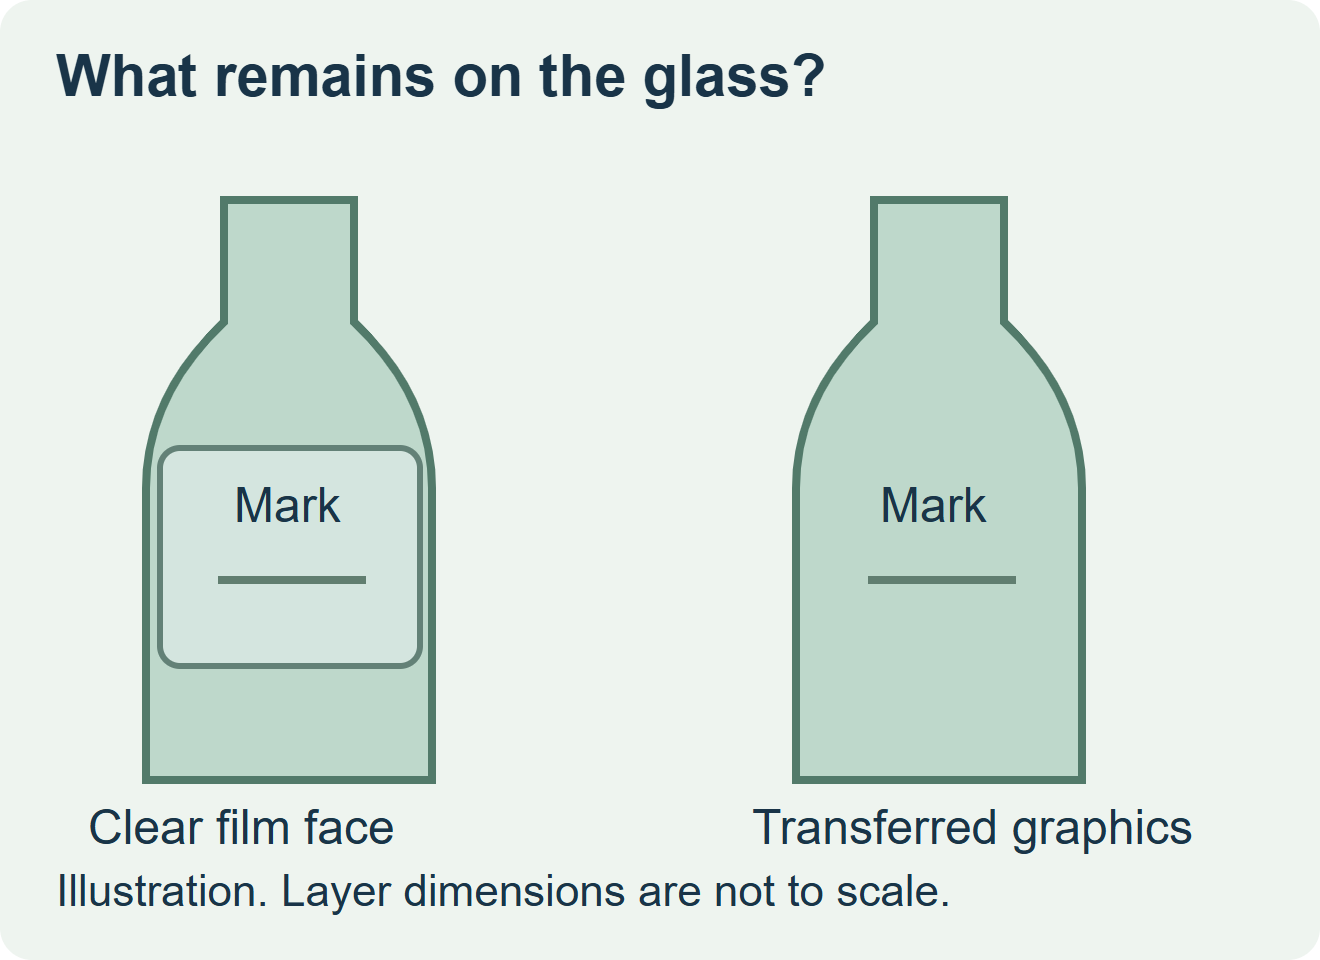 What remains on the glass?
Mark
Mark
Clear film face
Transferred graphics
Illustration. Layer dimensions are not to scale.